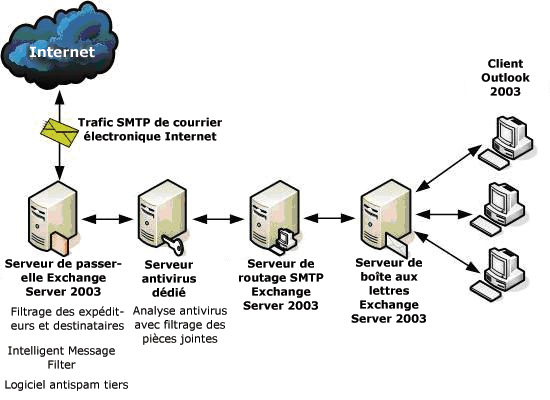 Internet
Client
Outlook
2003
Trafic SMTP de courrier
électronique Internet
Serveur de passer-
elle Exchange
Server 2003
Filtrage des expédit-
eurs et destinataires
Intelligent Message
Filter
Logiciel antispam tiers
Serveur
antivirus
dédié
Analyse antivirus
avec filtrage des
pièces jointes
Serveur de
routage SMTP
Exchange
Server 2003
Serveur de
boîte aux
lettres
Exchange
Server 2003